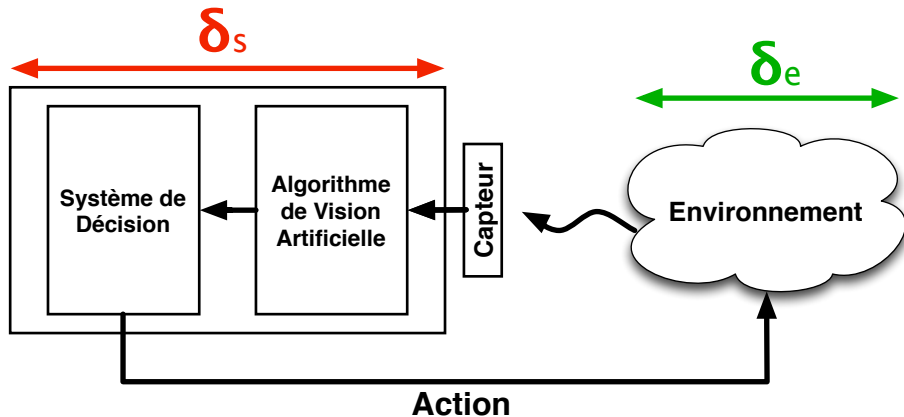 δs
δe
Système de
Décision
Algorithme
de Vision
Artificielle
Capteur
Environnement
Action